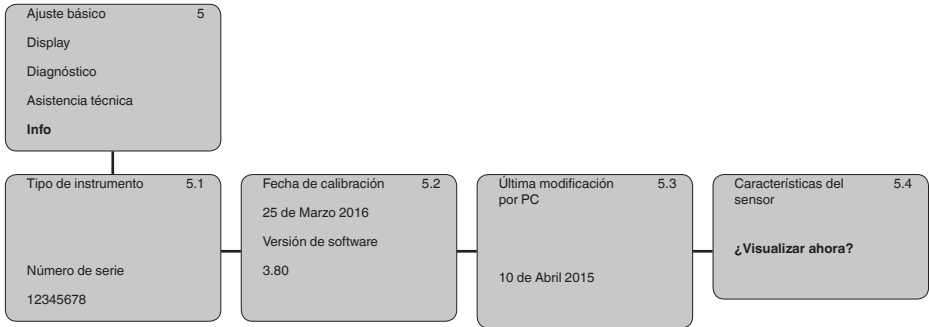 Ajuste básico 5
Display
Diagnóstico
Asistencia técnica
Info
Tipo de instrumento 5.1
Número de serie
12345678
Fecha de calibración 5.2
25 de Marzo 2016
Versión de software
3.80
Última modificación 5.3
por PC
10 de Abril 2015
Características del 5.4
sensor
¿Visualizar ahora?